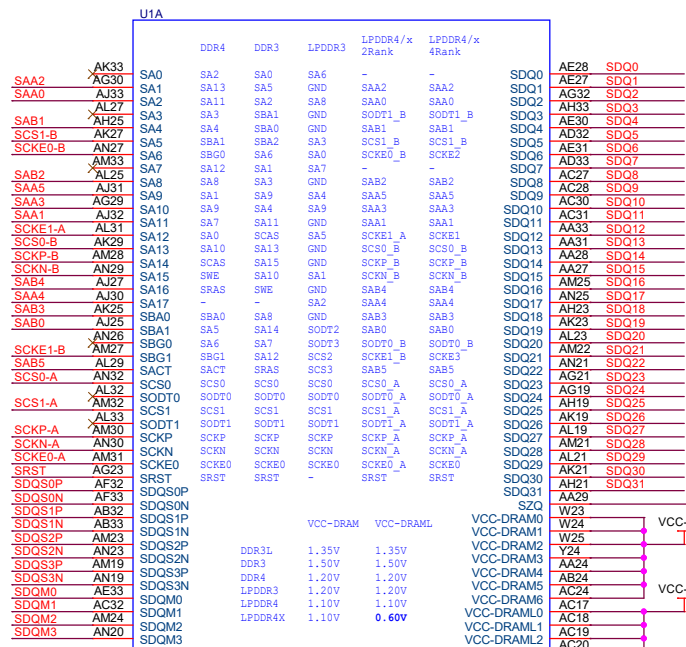 U1A
DDR4 DDR3 LPDDR3 LPDDR4/x 2Rank LPDDR4/x 4Rank
AK33 SA0 SA2 SA0 SA6 - - SDQ0 AE28 SDQ0
SAA2 AG30 SA1 SA13 SA5 GND SAA2 SAA2 SDQ1 AE27 SDQ1
SAA0 AJ33 SA2 SA11 SA2 SA8 SAA0 SAA0 SDQ2 AG32 SDQ2
AL27 SA3 SA3 SBA1 GND SODT1_B SODT1_B SDQ3 AH33 SDQ3
SAB1 AH25 SA4 SA4 SBA0 GND SAB1 SAB1 SDQ4 AE30 SDQ4
SCS1-B AK27 SA5 SBA1 SBA2 SA3 SCS1_B SCS1_B SDQ5 AD32 SDQ5
SCKE0-B AN27 SA6 SBG0 SA6 SA0 SCKE0_B SCKE2 SDQ6 AE31 SDQ6
AM33 SA7 SA12 SA1 SA7 - - SDQ7 AD33 SDQ7
SAB2 AL25 SA8 SA8 SA3 GND SAB2 SAB2 SDQ8 AC27 SDQ8
SAA5 AJ31 SA9 SA1 SA9 SA4 SAA5 SAA5 SDQ9 AC28 SDQ9
SAA3 AG29 SA10 SA9 SA4 SA9 SAA3 SAA3 SDQ10 AC30 SDQ10
SAA1 AJ32 SA11 SA7 SA11 GND SAA1 SAA1 SDQ11 AC31 SDQ11
SCKE1-A AL31 SA12 SA0 SCAS SA5 SCKE1_A SCKE1 SDQ12 AA33 SDQ12
SCS0-B AK29 SA13 SA10 SA13 GND SCS0_B SCS0_B SDQ13 AA31 SDQ13
SCKP-B AM28 SA14 SCAS SA15 GND SCKP_B SCKP_B SDQ14 AA28 SDQ14
SCKN-B AN29 SA15 SWE SA10 SA1 SCKN_B SCKN_B SDQ15 AA27 SDQ15
SAB4 AJ27 SA16 SRAS SWE GND SAB4 SAB4 SDQ16 AM25 SDQ16
SAA4 AJ30 SA17 - - SA2 SAA4 SAA4 SDQ17 AN25 SDQ17
SAB3 AK25 SBA0 SBA0 SA8 GND SAB3 SAB3 SDQ18 AH23 SDQ18
SAB0 AJ25 SBA1 SA5 SA14 SODT2 SAB0 SAB0 SDQ19 AK23 SDQ19
AN26 SBG0 SA6 SA7 SODT3 SODT0_B SODT0_B SDQ20 AL23 SDQ20
SCKE1-B AM27 SBG1 SBG1 SA12 SCS2 SCKE1_B SCKE3 SDQ21 AM22 SDQ21
SAB5 AL29 SACT SACT SRAS SCS3 SAB5 SAB5 SDQ22 AN21 SDQ22
SCS0-A AN32 SCS0 SCS0 SCS0 SCS0 SCS0_A SCS0_A SDQ23 AG21 SDQ23
AL32 SODT0 SODT0 SODT0 SODT0 SODT0_A SODT0_A SDQ24 AG19 SDQ24
SCS1-A AM32 SCS1 SCS1 SCS1 SCS1 SCS1_A SCS1_A SDQ25 AH19 SDQ25
AL33 SODT1 SODT1 SODT1 SODT1 SODT1_A SODT1_A SDQ26 AK19 SDQ26
SCKP-A AM30 SCKP SCKP SCKP SCKP SCKP_A SCKP_A SDQ27 AL19 SDQ27
SCKN-A AN30 SCKN SCKN SCKN SCKN SCKN_A SCKN_A SDQ28 AM21 SDQ28
SCKE0-A AM31 SCKE0 SCKE0 SCKE0 SCKE0 SCKE0_A SCKE0 SDQ29 AL21 SDQ29
SRST AG23 SRST SRST SRST - SRST SRST SDQ30 AK21 SDQ30
SDQS0P AF32 SDQS0P SDQ31 AH21 SDQ31
SDQS0N AF33 SDQS0N SZQ AA29
SDQS1P AB32 SDQS1P VCC-DRAM0 W23
SDQS1N AB33 SDQS1N VCC-DRAM VCC-DRAML VCC-DRAM1 W24 VCC-
SDQS2P AM23 SDQS2P VCC-DRAM2 W25
SDQS2N AN23 SDQS2N DDR3L 1.35V 1.35V VCC-DRAM3 Y24
SDQS3P AM19 SDQS3P DDR3 1.50V 1.50V VCC-DRAM4 AA24
SDQS3N AN19 SDQS3N DDR4 1.20V 1.20V VCC-DRAM5 AB24
SDQM0 AE33 SDQM0 LPDDR3 1.20V 1.20V VCC-DRAM6 AC24 VCC-
SDQM1 AC32 SDQM1 LPDDR4 1.10V 1.10V VCC-DRAML0 AC17
SDQM2 AM24 SDQM2 LPDDR4X 1.10V 0.60V VCC-DRAML1 AC18
SDQM3 AN20 SDQM3 VCC-DRAML2 AC19
AC20